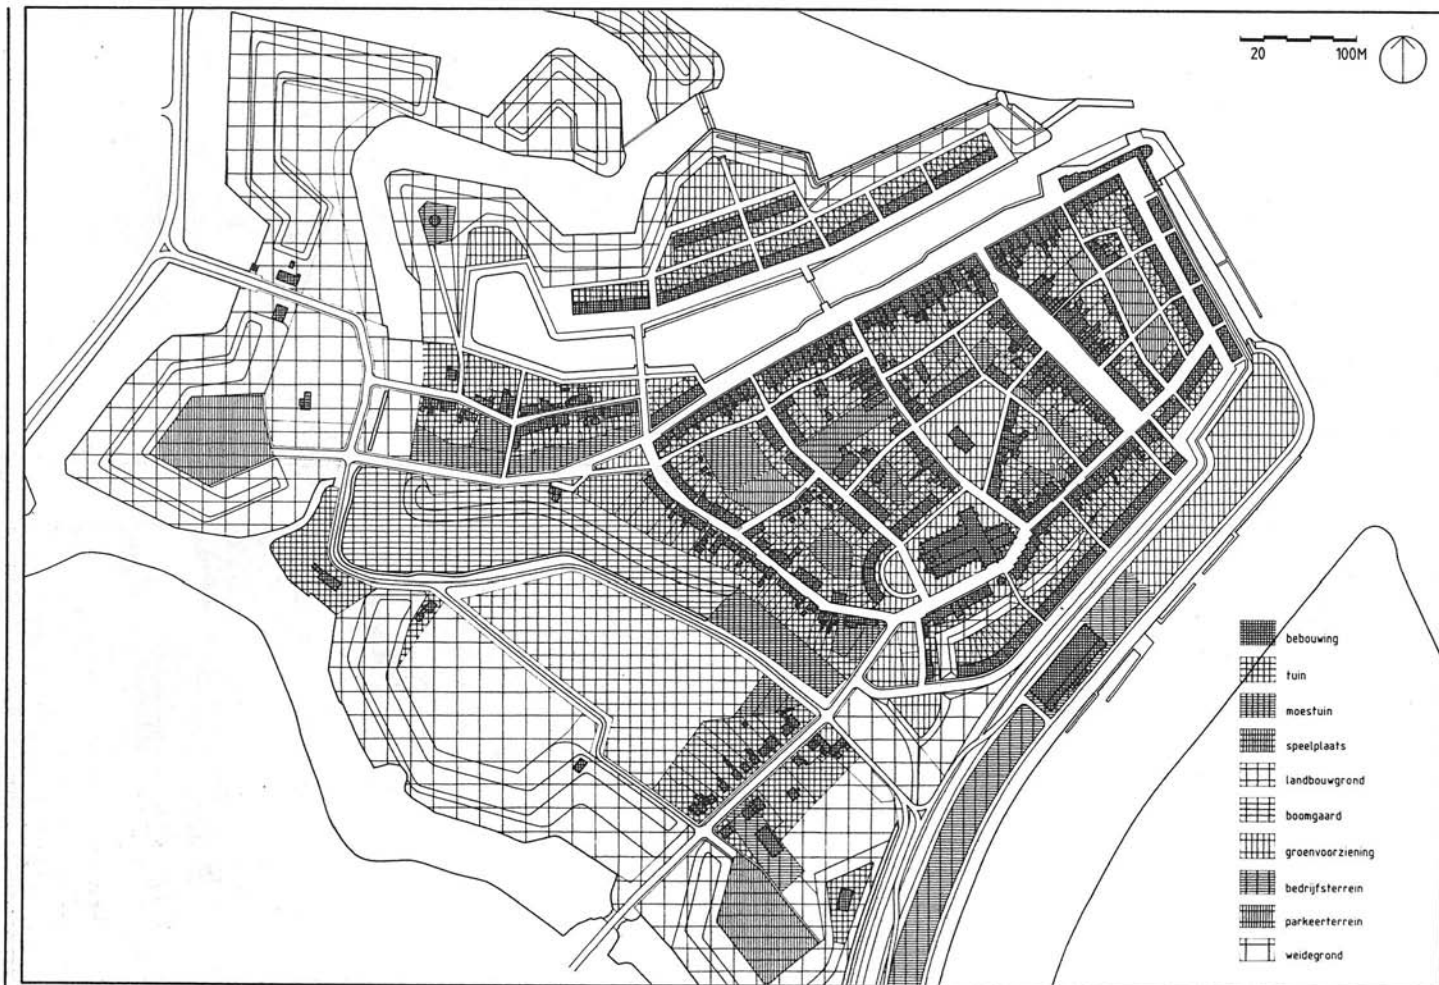 20 100M
bebouwing
tuin
moestuin
speelplaats
landbouwgrond
boomgaard
groenvoorziening
bedrijfsterrein
parkeerterrein
weidegrond